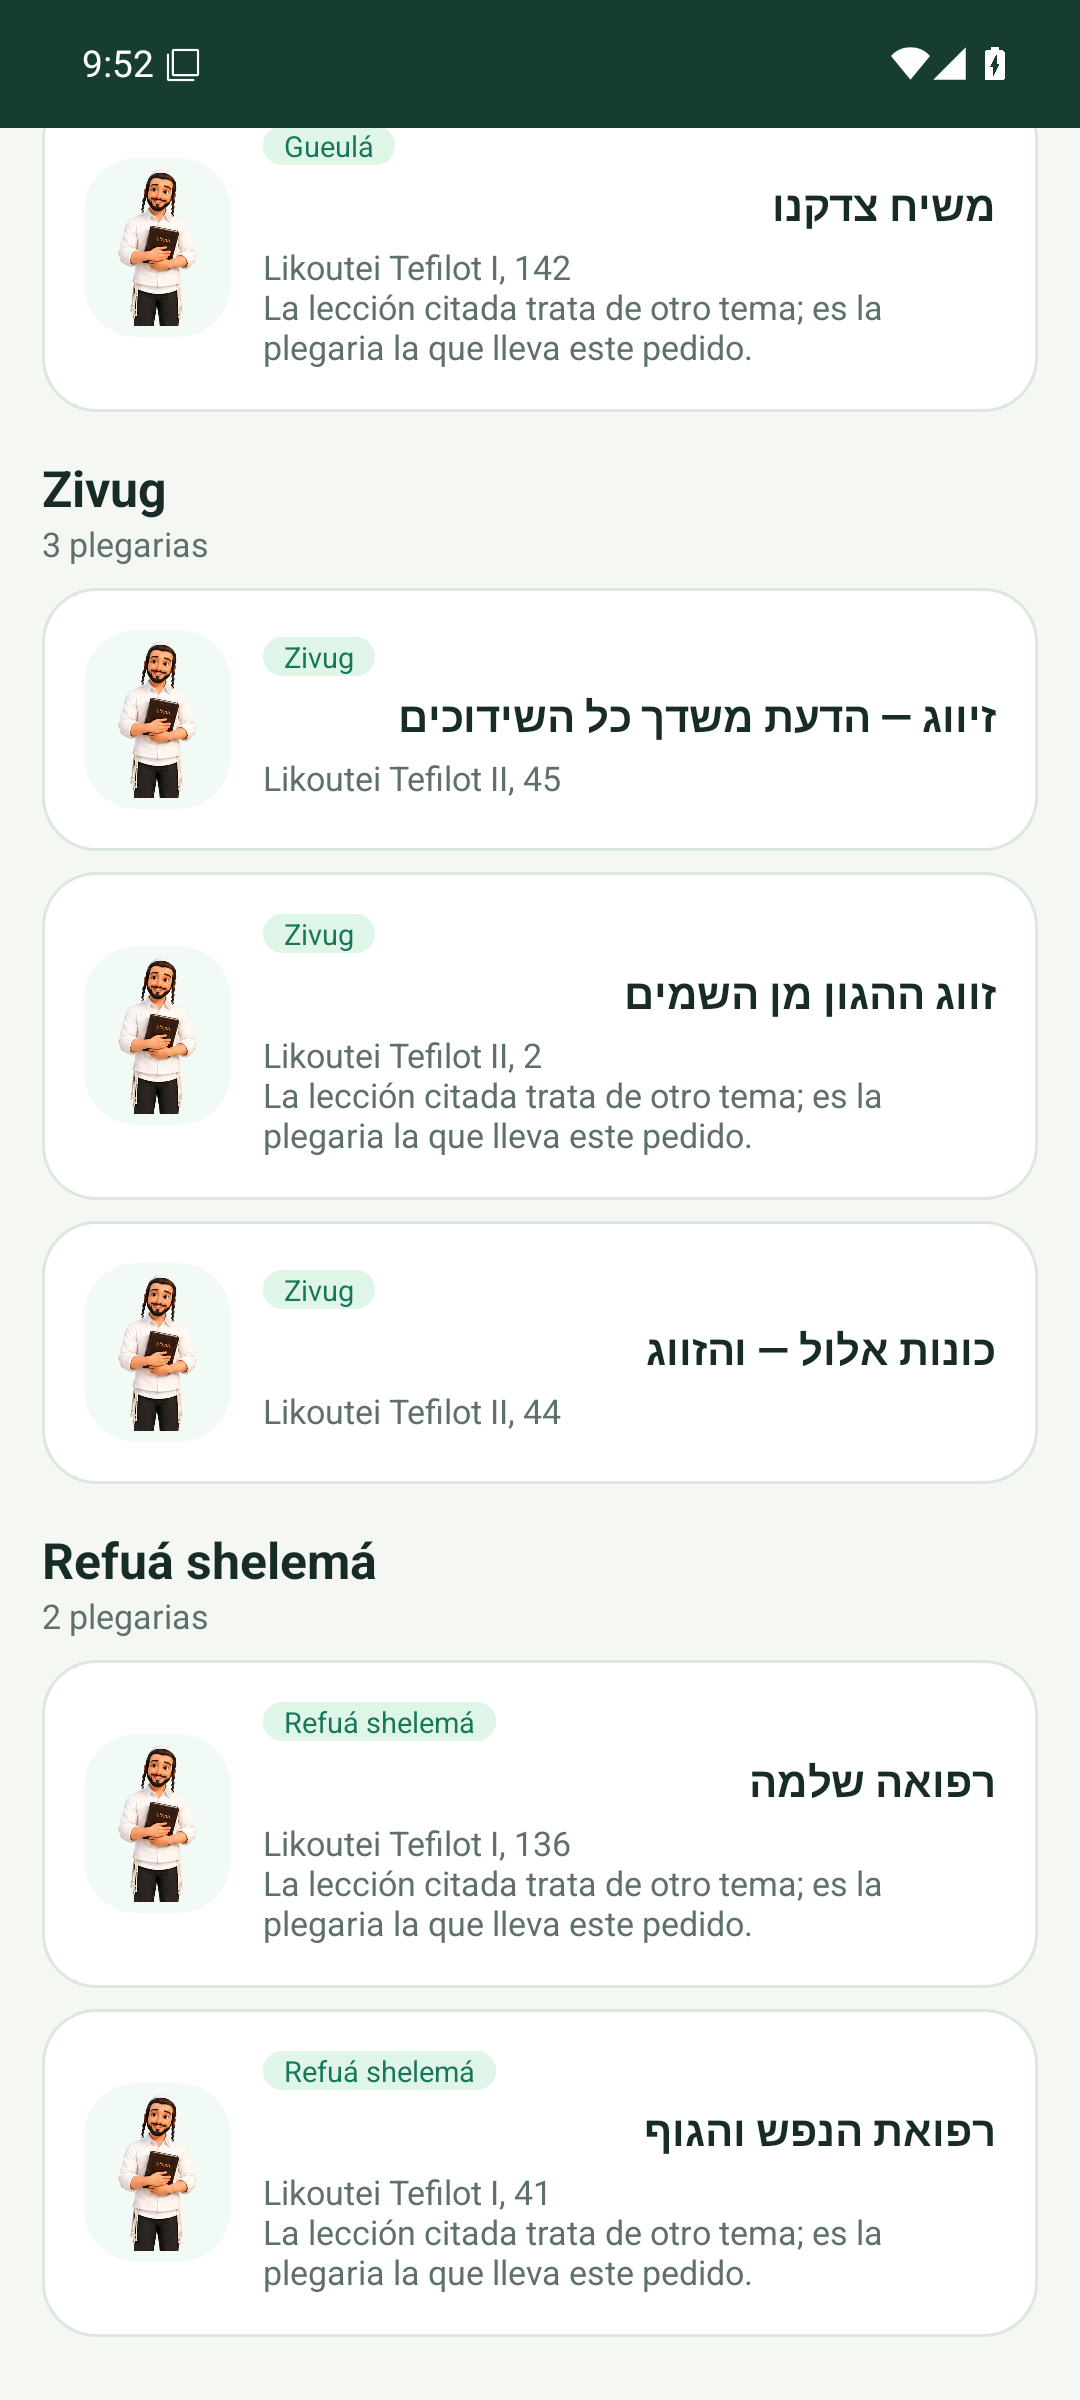 9:52
Gueulá
משיח צדקנו
Likoutei Tefilot I, 142
La lección citada trata de otro tema; es la
plegaria la que lleva este pedido.
Zivug
3 plegarias
Zivug
זיווג – הדעת משדך כל השידוכים
Likoutei Tefilot II, 45
Zivug
זווג ההגון מן השמים
Likoutei Tefilot II, 2
La lección citada trata de otro tema; es la
plegaria la que lleva este pedido.
Zivug
כונות אלול – והזווג
Likoutei Tefilot II, 44
Refuá shelemá
2 plegarias
Refuá shelemá
רפואה שלמה
Likoutei Tefilot I, 136
La lección citada trata de otro tema; es la
plegaria la que lleva este pedido.
Refuá shelemá
רפואת הנפש והגוף
Likoutei Tefilot I, 41
La lección citada trata de otro tema; es la
plegaria la que lleva este pedido.